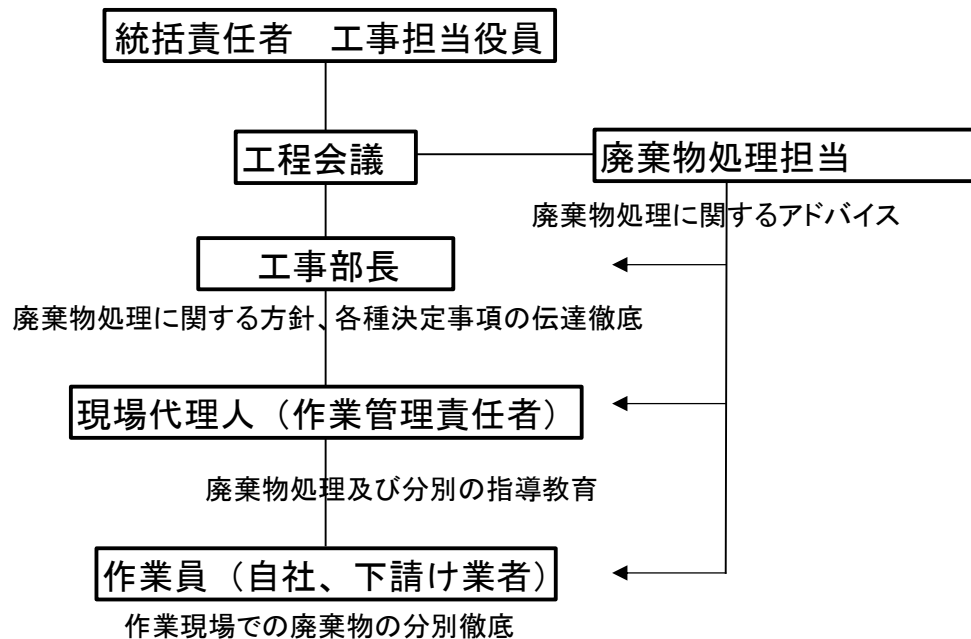 統括責任者　工事担当役員
工程会議
廃棄物処理担当
廃棄物処理に関するアドバイス
工事部長
廃棄物処理に関する方針、各種決定事項の伝達徹底
現場代理人（作業管理責任者）
廃棄物処理及び分別の指導教育
作業員（自社、下請け業者）
作業現場での廃棄物の分別徹底